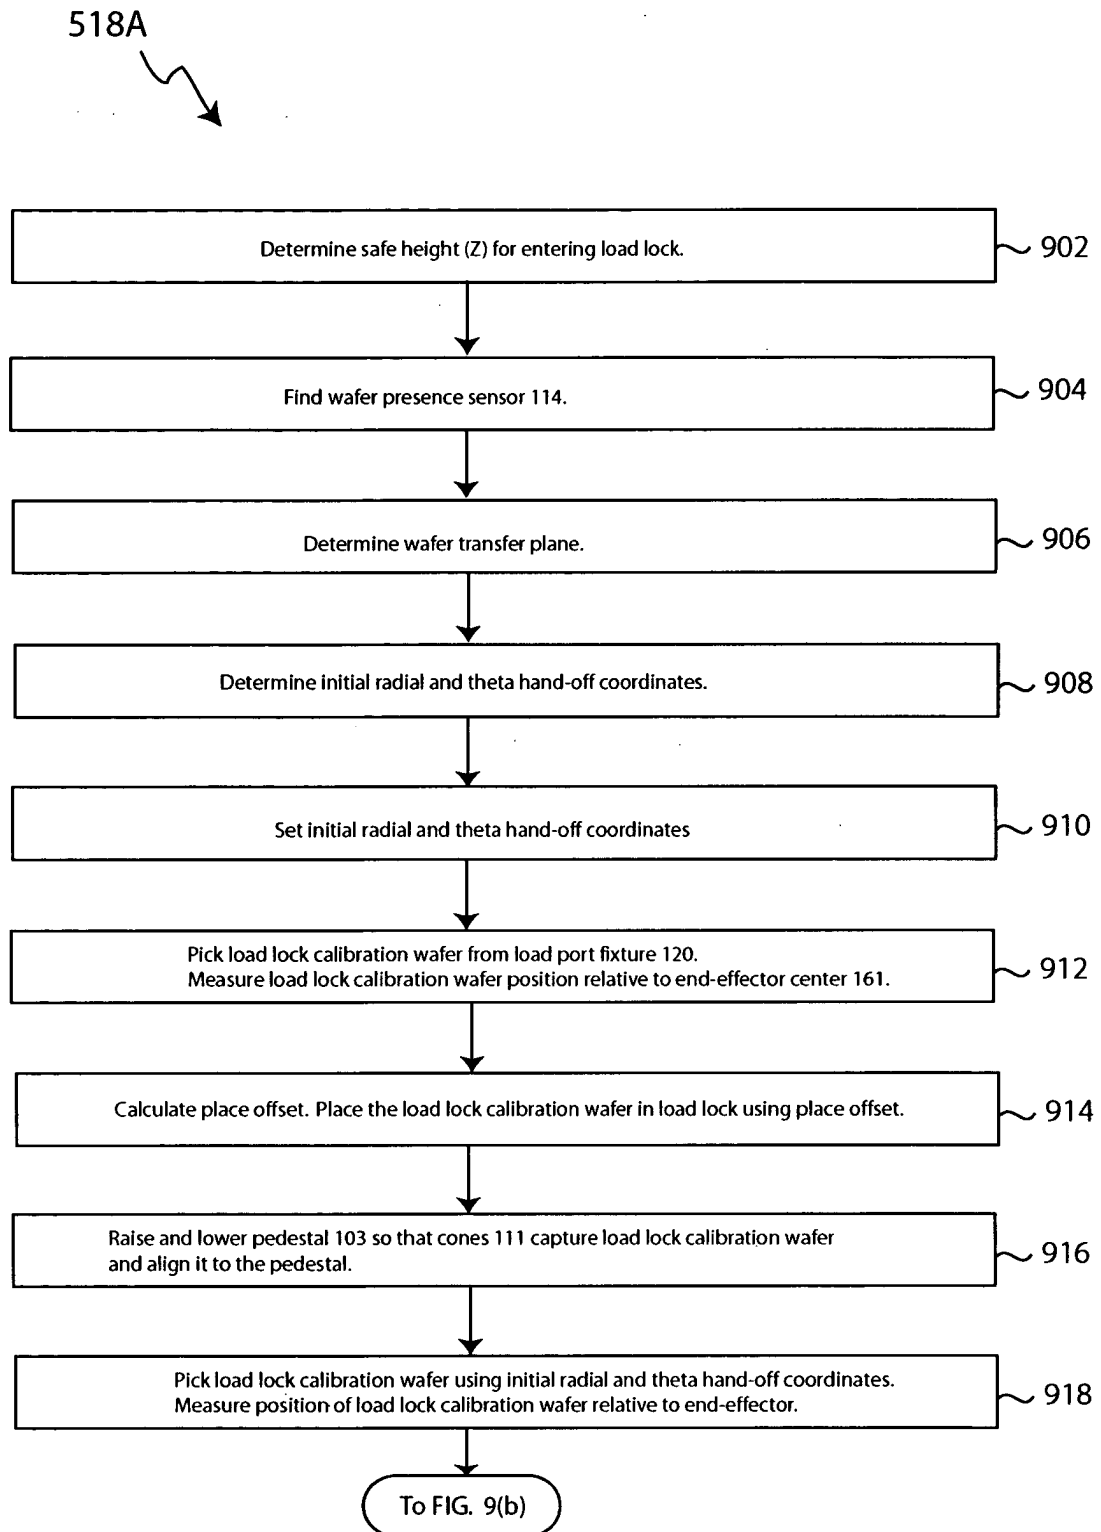 518A
Determine safe height (Z) for entering load lock.
902
Find wafer presence sensor 114.
904
Determine wafer transfer plane.
906
Determine initial radial and theta hand-off coordinates.
908
Set initial radial and theta hand-off coordinates
910
Pick load lock calibration wafer from load port fixture 120.
Measure load lock calibration wafer position relative to end-effector center 161.
912
Calculate place offset. Place the load lock calibration wafer in load lock using place offset.
914
Raise and lower pedestal 103 so that cones 111 capture load lock calibration wafer
and align it to the pedestal.
916
Pick load lock calibration wafer using initial radial and theta hand-off coordinates.
Measure position of load lock calibration wafer relative to end-effector.
918
To FIG. 9(b)